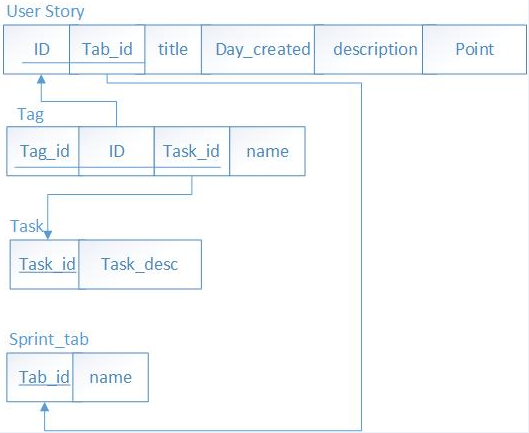 User Story
ID Tab_id title Day_created description Point
Tag
Tag_id ID Task_id name
Task
Task_id Task_desc
Sprint_tab
Tab_id name